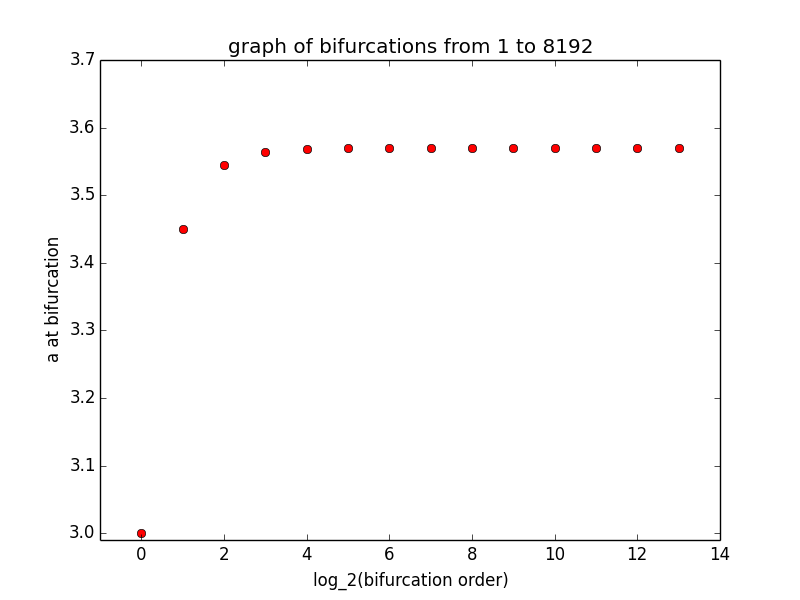 graph of bifurcations from 1 to 8192
3.7
3.6
3.5
3.4
3.3
3.2
3.1
3.0
a at bifurcation
0 2 4 6 8 10 12 14
log_2(bifurcation order)